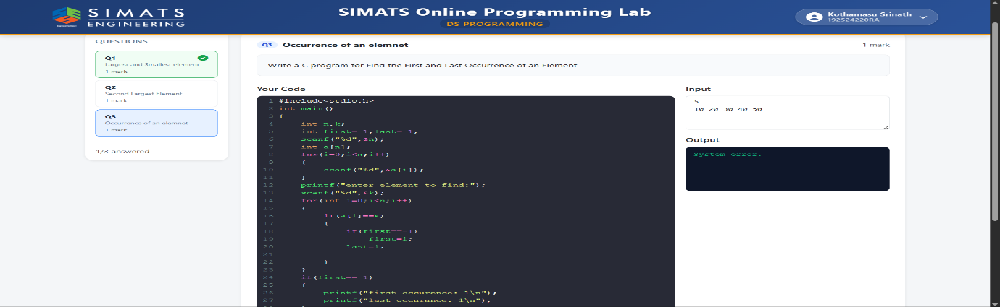 SIMATS
ENGINEERING
SIMATS Online Programming Lab
DS PROGRAMMING
Kothamasu Srinath
192524220RA
QUESTIONS
Q1
Largest and Smallest element
1 mark
Q2
Second Largest Element
1 mark
Q3
Occurrence of an elemnet
1 mark
1/3 answered
Q3 Occurrence of an elemnet 1 mark
Write a C program for Find the First and Last Occurrence of an Element
Your Code
1 #include<stdio.h>
2 int main()
3 {
4 int n,k;
5 int first=-1;last=-1;
6 scanf("%d",&n);
7 int a[n];
8 for(i=0;i<n;i++)
9 {
10 scanf("%d",&a[i]);
11 }
12 printf("enter element to find:");
13 scanf("%d",&k);
14 for(int i=0;i<n;i++)
15 {
16 if(a[i]==k)
17 {
18 if(first==-1)
19 first=i;
20 last=i;
21
22 }
23 }
24 if(first==-1)
25 {
26 printf("first occurence:-1\n");
27 printf("last occurance:-1\n");
Input
5
10 20 30 40 50
Output
System error.